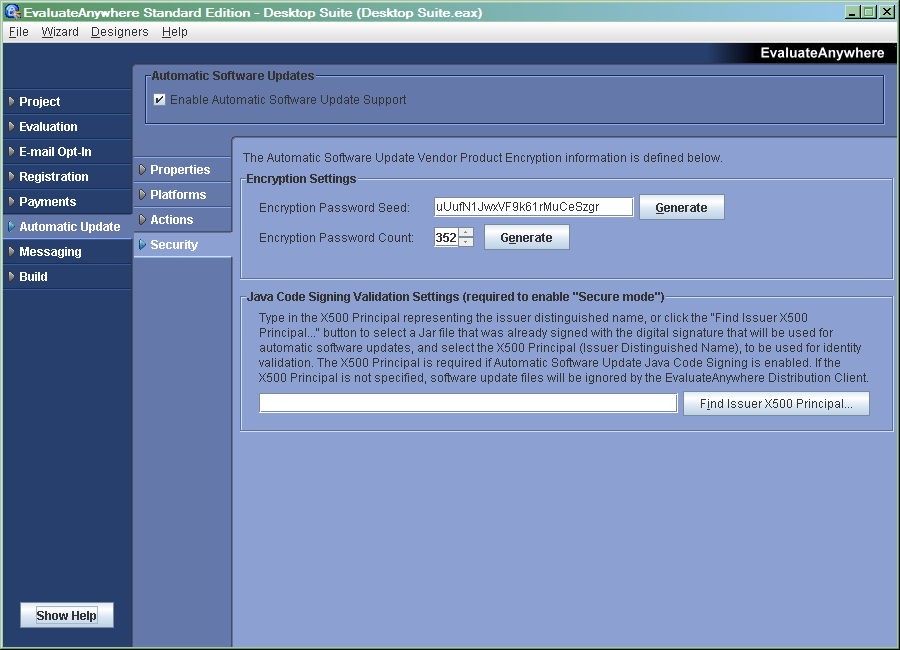 EvaluateAnywhere Standard Edition - Desktop Suite (Desktop Suite.eax)
File Wizard Designers Help
EvaluateAnywhere
Project
Evaluation
E-mail Opt-In
Registration
Payments
Automatic Update
Messaging
Build
Show Help
Automatic Software Updates
Enable Automatic Software Update Support
Properties
Platforms
Actions
Security
The Automatic Software Update Vendor Product Encryption information is defined below.
Encryption Settings
Encryption Password Seed: uUufN1JwxVF9k61rMuCeSzgr Generate
Encryption Password Count: 352 Generate
Java Code Signing Validation Settings (required to enable "Secure mode")
Type in the X500 Principal representing the issuer distinguished name, or click the "Find Issuer X500
Principal..." button to select a Jar file that was already signed with the digital signature that will be used for
automatic software updates, and select the X500 Principal (Issuer Distinguished Name), to be used for identity
validation. The X500 Principal is required if Automatic Software Update Java Code Signing is enabled. If the
X500 Principal is not specified, software update files will be ignored by the EvaluateAnywhere Distribution Client.
Find Issuer X500 Principal...